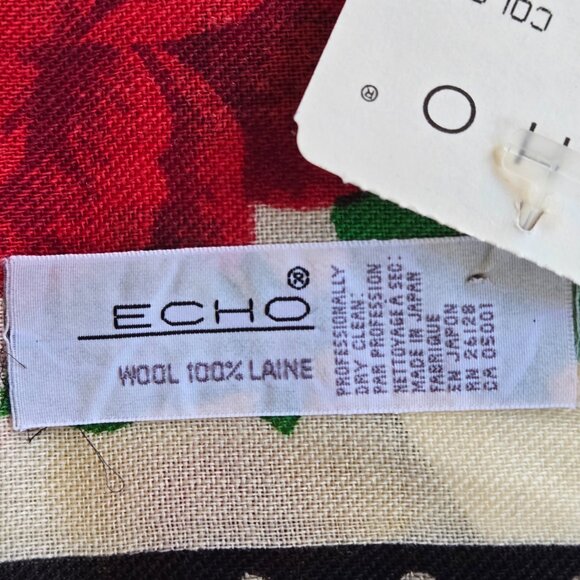 COL
O ®
ECHO®
WOOL 100% LAINE
PROFESSIONALLY
DRY CLEAN:
PAR PROFESSION
NETTOYAGE A SEC:
MADE IN JAPAN
FABRIQUE
EN JAPON
RN 26128
CA 05001